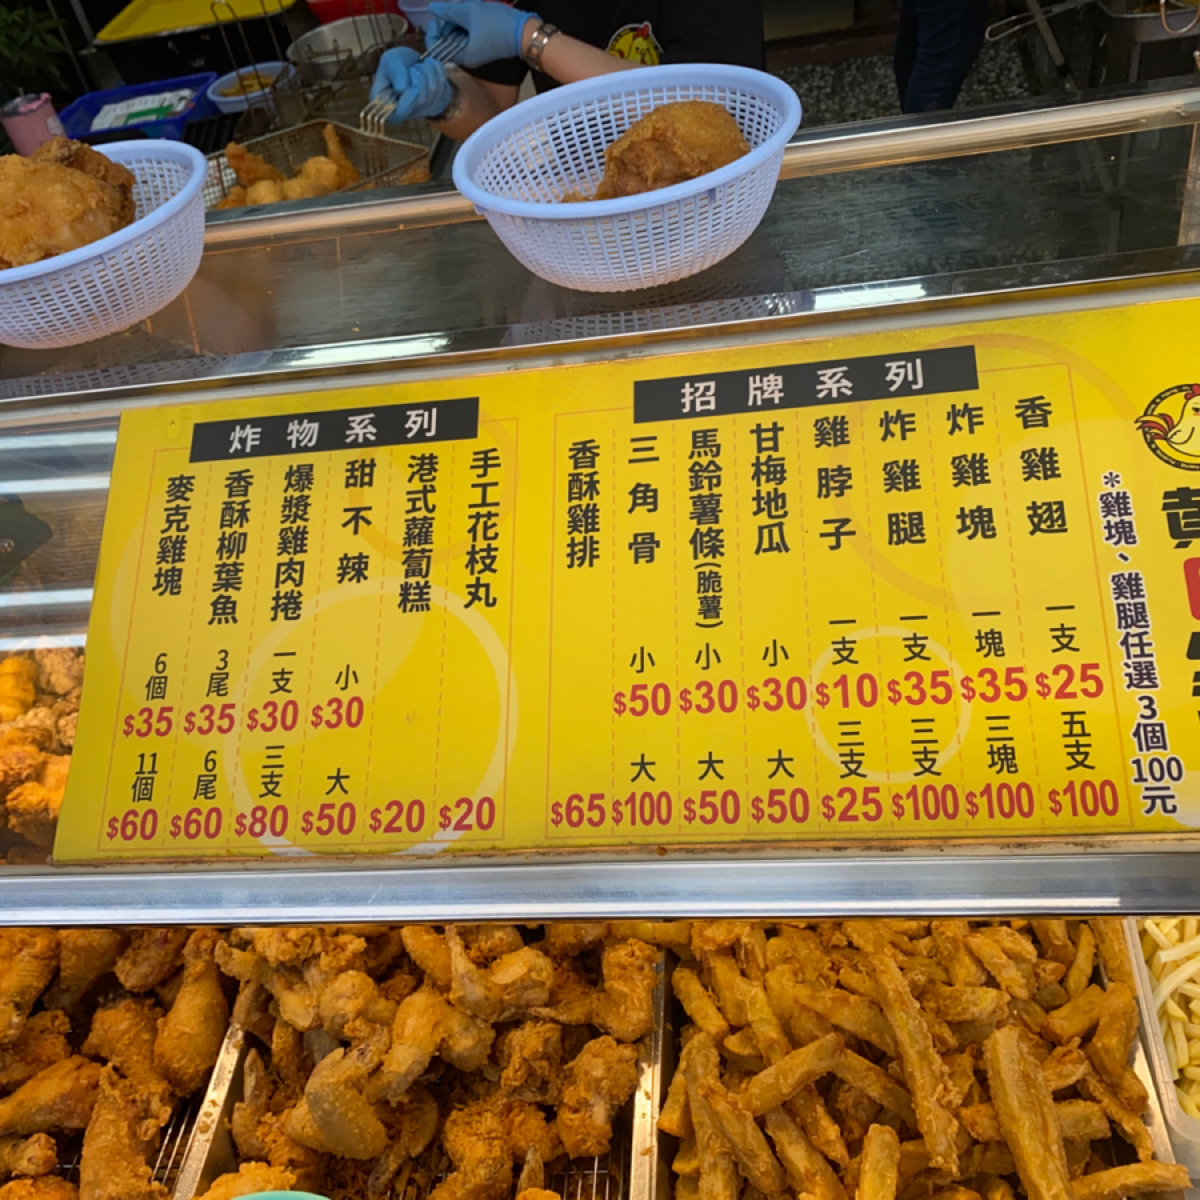 招牌系列
香雞翅 一支 $25 五支 $100
炸雞塊 一塊 $35 三塊 $100
炸雞腿 一支 $35 三支 $100
雞脖子 一支 $10 三支 $25
甘梅地瓜 小 $30 大 $50
馬鈴薯條(脆薯) 小 $30 大 $50
三角骨 小 $50 大 $100
香酥雞排 $65
炸物系列
手工花枝丸 $20
港式蘿蔔糕 $20
甜不辣 小 $30 大 $50
爆漿雞肉捲 一支 $30 三支 $80
香酥柳葉魚 3尾 $35 6尾 $60
麥克雞塊 6個 $35 11個 $60
*雞塊、雞腿任選3個100元